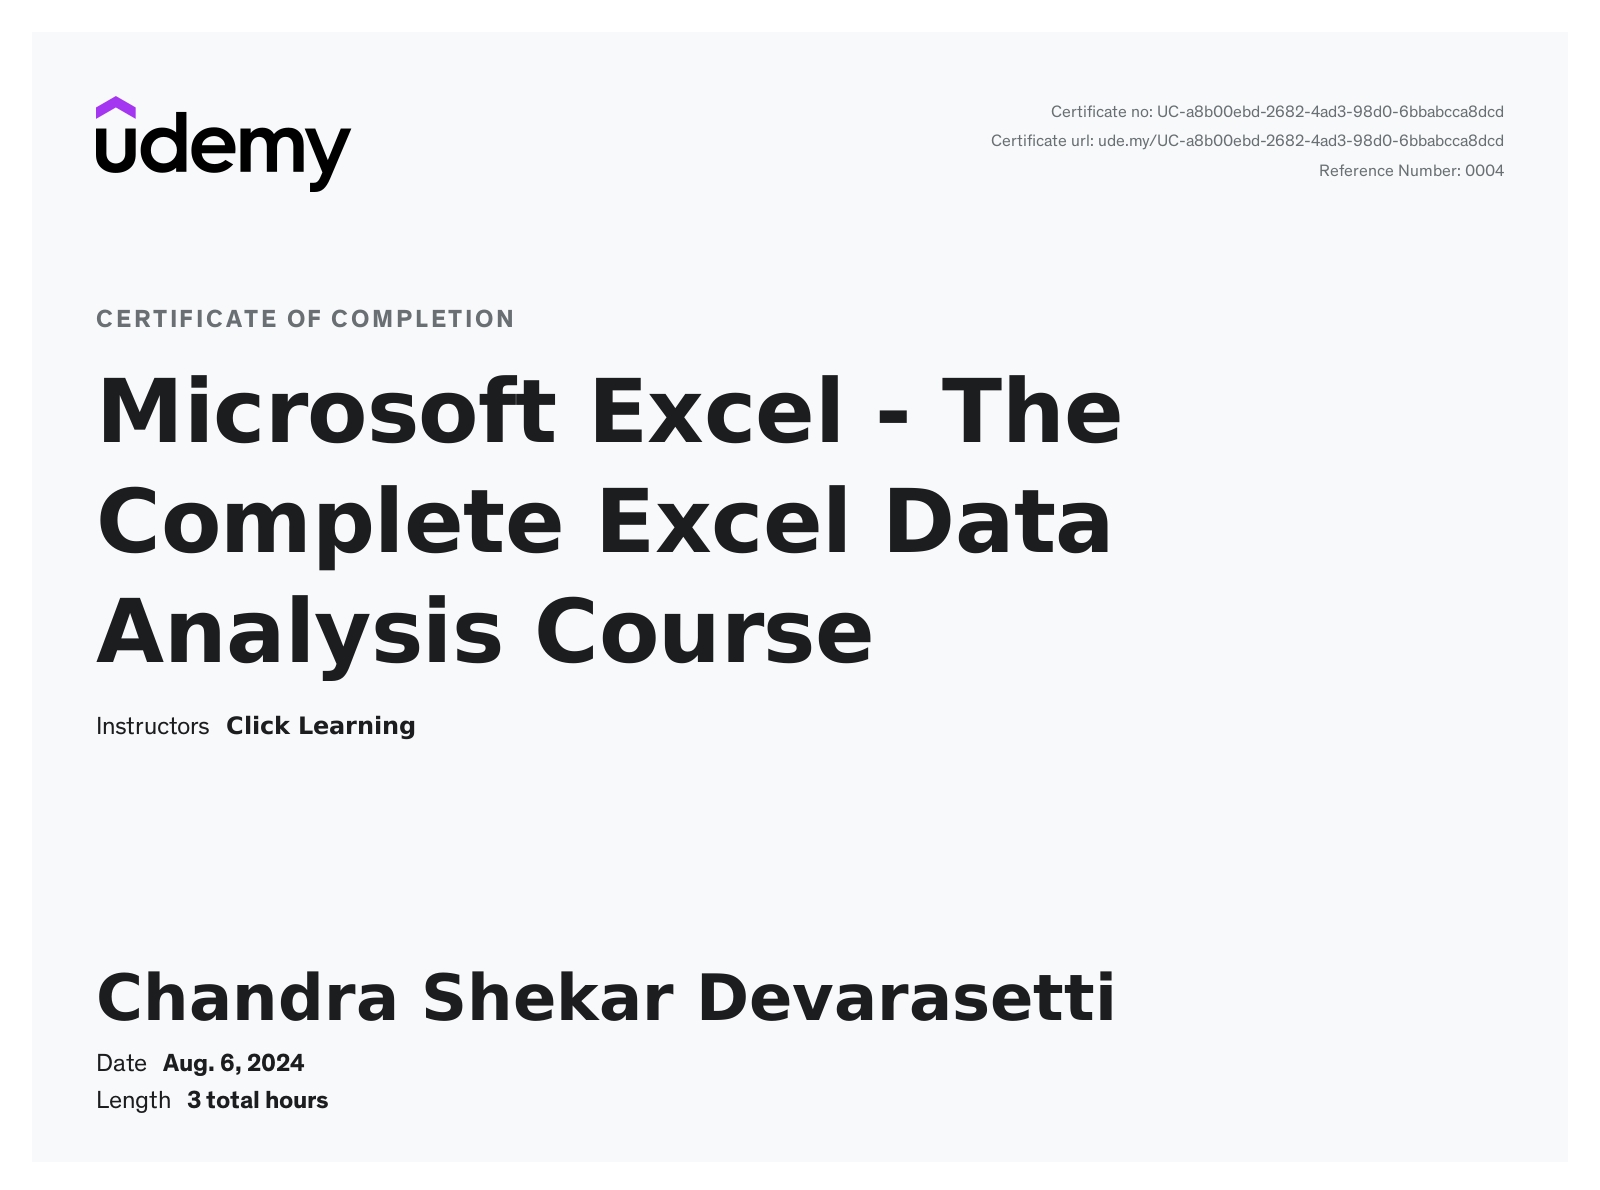 udemy
Certificate no: UC-a8b00ebd-2682-4ad3-98d0-6bbabcca8dcd
Certificate url: ude.my/UC-a8b00ebd-2682-4ad3-98d0-6bbabcca8dcd
Reference Number: 0004
CERTIFICATE OF COMPLETION
Microsoft Excel - The
Complete Excel Data
Analysis Course
Instructors Click Learning
Chandra Shekar Devarasetti
Date Aug. 6, 2024
Length 3 total hours